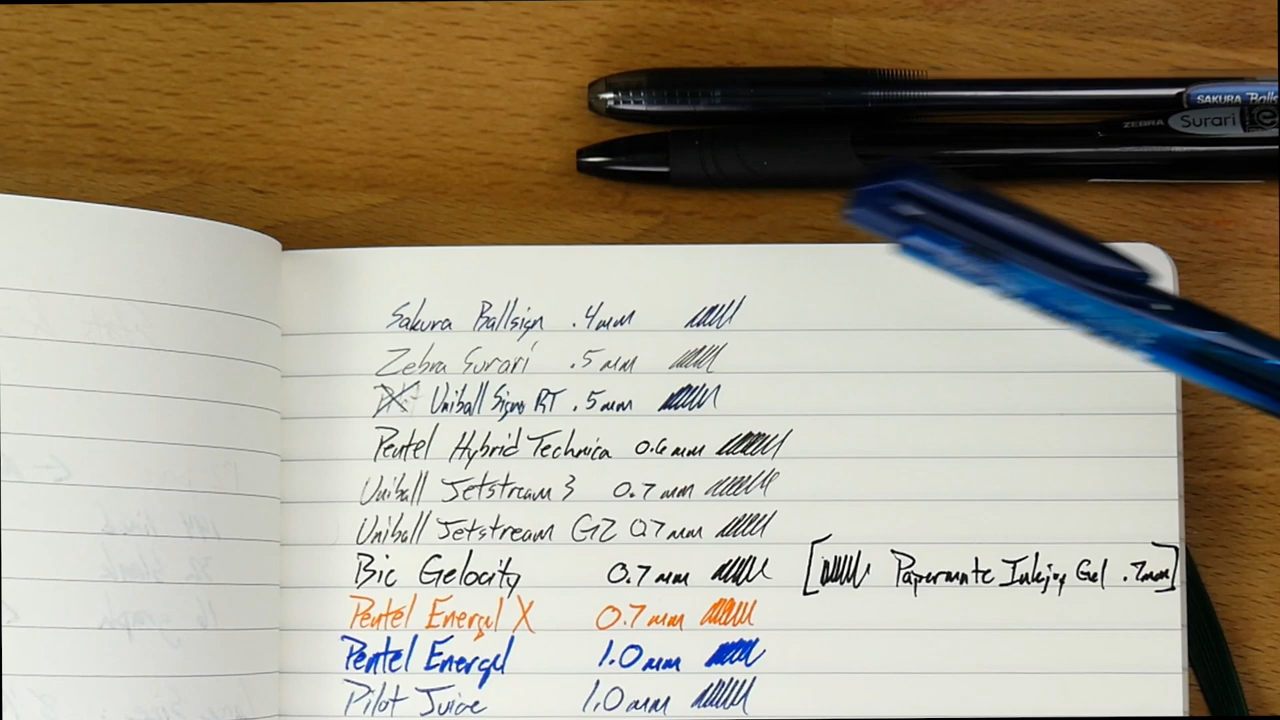 SAKURA Balls
ZEBRA Surari
Sakura Ballsign .4mm
Zebra Surari .5mm
Uniball Signo RT .5mm
Pentel Hybrid Technica 0.6mm
Uniball Jetstream 3 0.7mm
Uniball Jetstream G2 0.7mm
Bic Gelocity 0.7mm [Papermate Inkjoy Gel .7mm]
Pentel Energel X 0.7mm
Pentel Energel 1.0mm
Pilot Juice 1.0mm